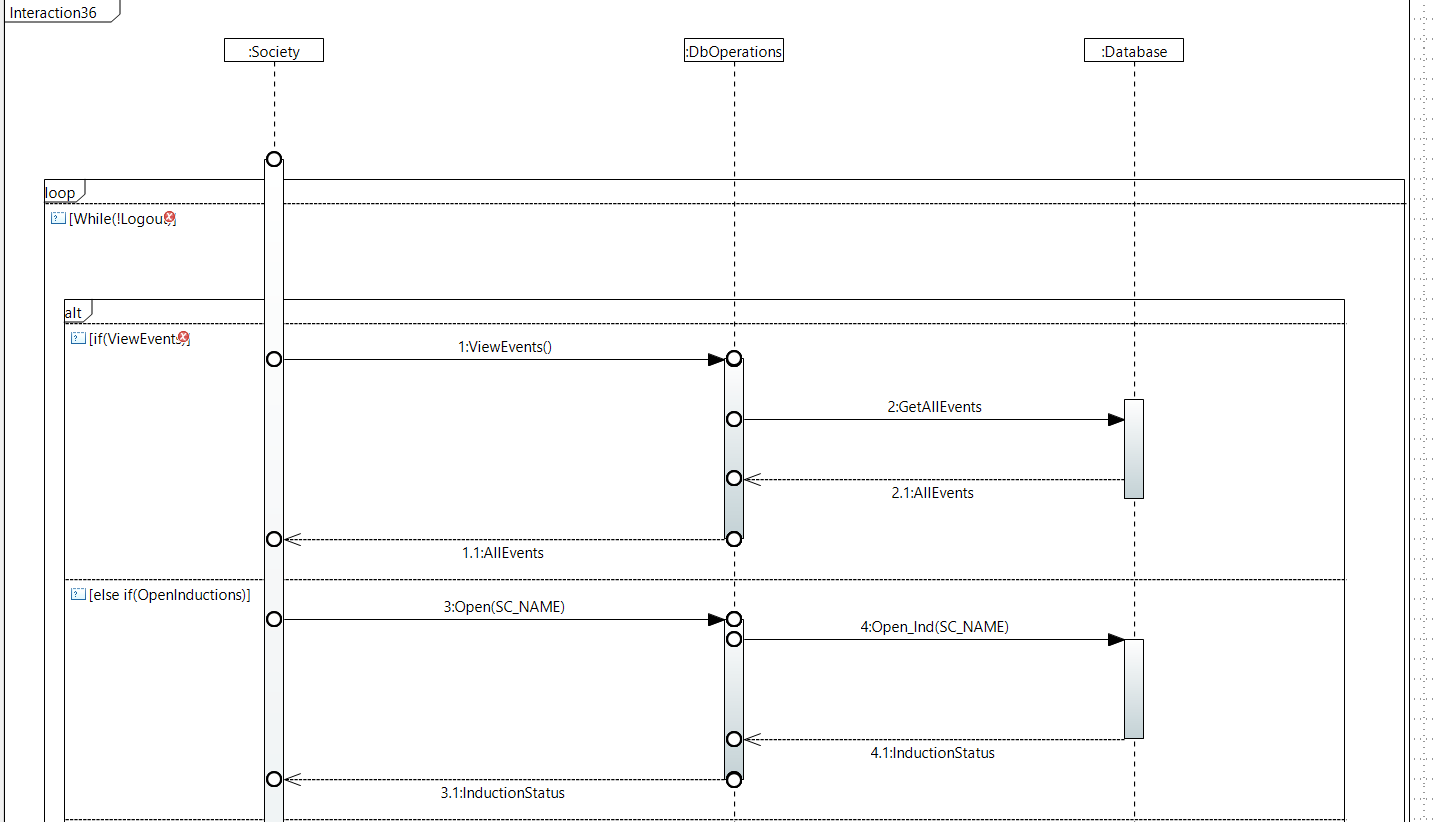 Interaction36
:Society
:DbOperations
:Database
loop
[While(!Logou
alt
[if(ViewEvents
1:ViewEvents()
2:GetAllEvents
2.1:AllEvents
1.1:AllEvents
[else if(OpenInductions)]
3:Open(SC_NAME)
4:Open_Ind(SC_NAME)
4.1:InductionStatus
3.1:InductionStatus